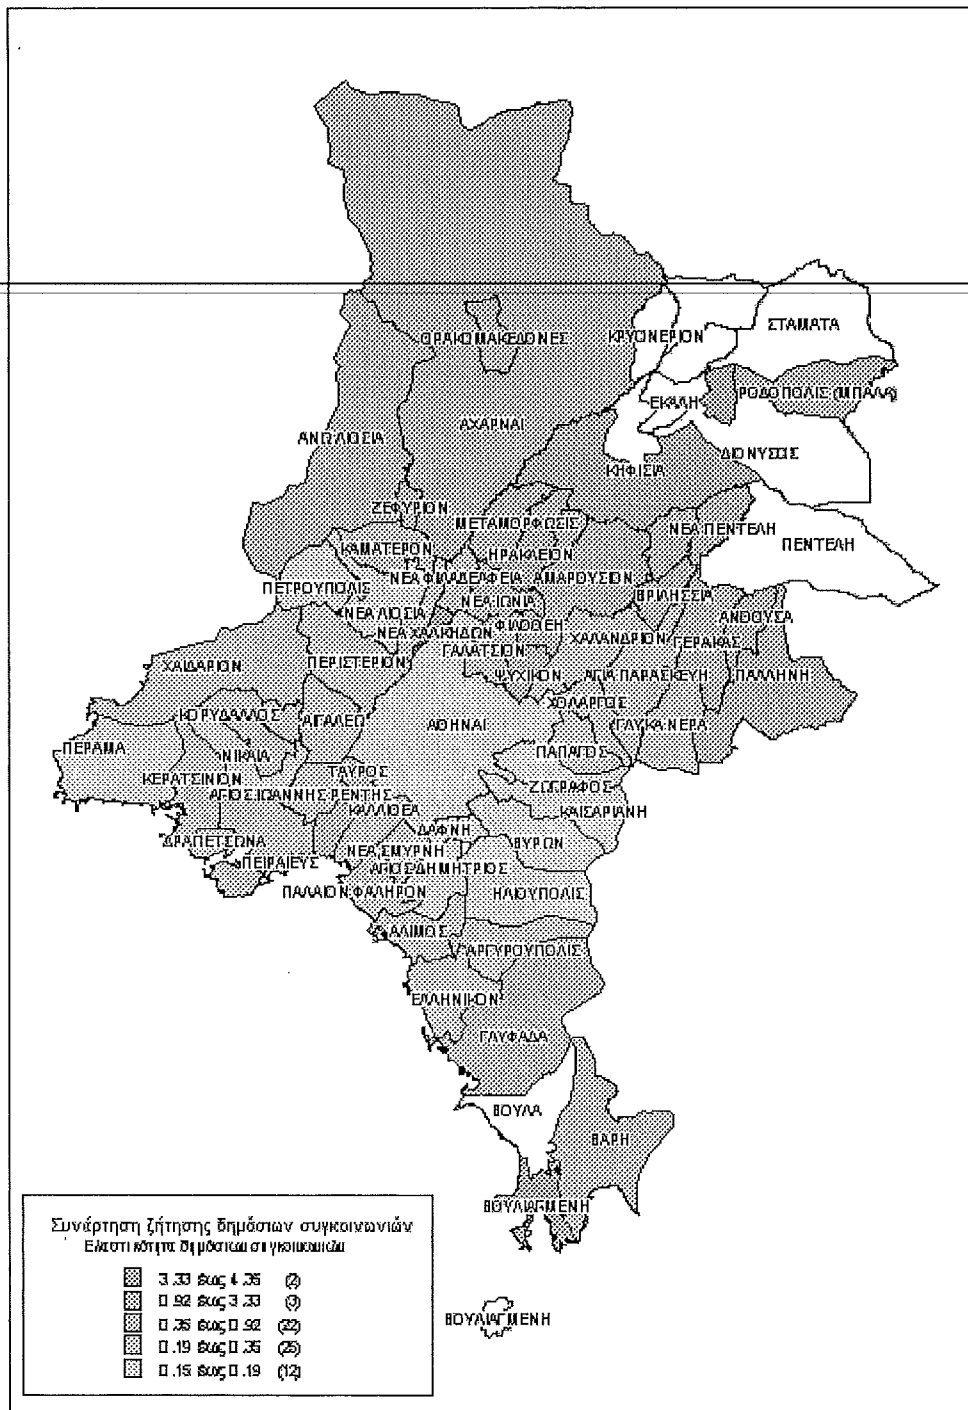 ΣΤΑΜΑΤΑ
ΚΡΥΟΝΕΡΙΟΝ
ΘΡΑΚΟΜΑΚΕΔΟΝΕΣ
ΡΟΔΟΠΟΛΙΣ (ΜΠΑΛΑ)
ΕΚΑΛΗ
ΑΧΑΡΝΑΙ
ΑΝΩ ΛΙΟΣΙΑ
ΔΙΟΝΥΣΟΣ
ΚΗΦΙΣΙΑ
ΖΕΦΥΡΙΟΝ
ΜΕΤΑΜΟΡΦΩΣΙΣ
ΝΕΑ ΠΕΝΤΕΛΗ
ΠΕΝΤΕΛΗ
ΚΑΜΑΤΕΡΟΝ
ΗΡΑΚΛΕΙΟΝ
ΝΕΑ ΦΙΛΑΔΕΛΦΕΙΑ
ΑΜΑΡΟΥΣΙΟΝ
ΠΕΤΡΟΥΠΟΛΙΣ
ΒΡΙΛΗΣΣΙΑ
ΝΕΑ ΙΩΝΙΑ
ΝΕΑ ΛΙΟΣΙΑ
ΑΝΘΟΥΣΑ
ΦΙΛΟΘΕΗ
ΝΕΑ ΧΑΛΚΗΔΩΝ
ΧΑΛΑΝΔΡΙΟΝ
ΓΕΡΑΚΑΣ
ΓΑΛΑΤΣΙΟΝ
ΠΕΡΙΣΤΕΡΙΟΝ
ΧΑΙΔΑΡΙΟΝ
ΨΥΧΙΚΟΝ
ΑΓΙΑ ΠΑΡΑΣΚΕΥΗ
ΠΑΛΛΗΝΗ
ΧΟΛΑΡΓΟΣ
ΚΟΡΥΔΑΛΛΟΣ
ΑΙΓΑΛΕΩ
ΑΘΗΝΑΙ
ΓΛΥΚΑ ΝΕΡΑ
ΠΕΡΑΜΑ
ΝΙΚΑΙΑ
ΠΑΠΑΓΟΣ
ΤΑΥΡΟΣ
ΚΕΡΑΤΣΙΝΙΟΝ
ΖΩΓΡΑΦΟΣ
ΑΓΙΟΣ ΙΩΑΝΝΗΣ ΡΕΝΤΗΣ
ΚΑΛΛΙΘΕΑ
ΚΑΙΣΑΡΙΑΝΗ
ΔΑΦΝΗ
ΔΡΑΠΕΤΣΩΝΑ
ΒΥΡΩΝ
ΝΕΑ ΣΜΥΡΝΗ
ΠΕΙΡΑΙΕΥΣ
ΑΓΙΟΣ ΔΗΜΗΤΡΙΟΣ
ΠΑΛΑΙΟΝ ΦΑΛΗΡΟΝ
ΗΛΙΟΥΠΟΛΙΣ
ΑΛΙΜΟΣ
ΑΡΓΥΡΟΥΠΟΛΙΣ
ΕΛΛΗΝΙΚΟΝ
ΓΛΥΦΑΔΑ
ΒΟΥΛΑ
ΒΑΡΗ
ΒΟΥΛΙΑΓΜΕΝΗ
Συνάρτηση ζήτησης δημόσιων συγκοινωνιών
Ελαστικότητα δημόσιων συγκοινωνιών
3.33 έως 4.35 (2)
0.92 έως 3.33 (3)
0.35 έως 0.92 (22)
0.19 έως 0.35 (25)
0.15 έως 0.19 (12)
ΒΟΥΛΙΑΓΜΕΝΗ